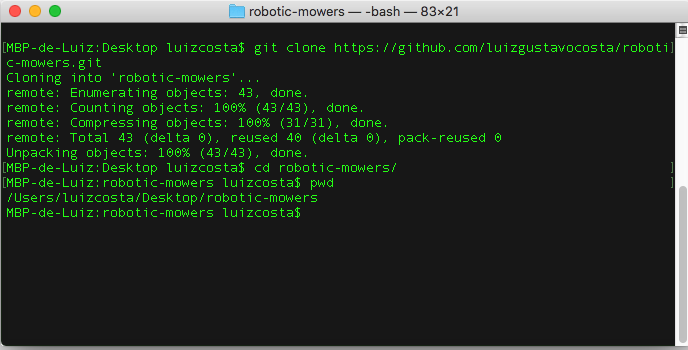 robotic-mowers — -bash — 83×21
[MBP-de-Luiz:Desktop luizcosta$ git clone https://github.com/luizgustavocosta/roboti]
c-mowers.git
Cloning into 'robotic-mowers'...
remote: Enumerating objects: 43, done.
remote: Counting objects: 100% (43/43), done.
remote: Compressing objects: 100% (31/31), done.
remote: Total 43 (delta 0), reused 40 (delta 0), pack-reused 0
Unpacking objects: 100% (43/43), done.
[MBP-de-Luiz:Desktop luizcosta$ cd robotic-mowers/ ]
[MBP-de-Luiz:robotic-mowers luizcosta$ pwd ]
/Users/luizcosta/Desktop/robotic-mowers
MBP-de-Luiz:robotic-mowers luizcosta$